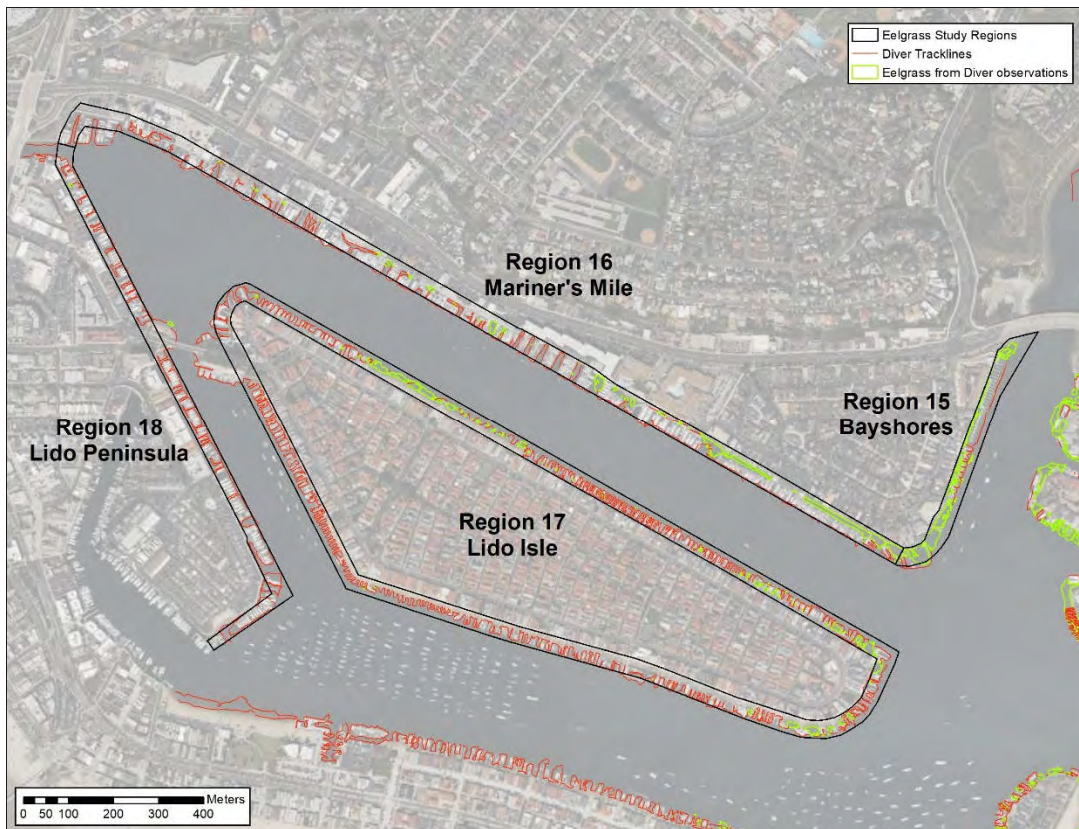 Eelgrass Study Regions
Diver Tracklines
Eelgrass from Diver observations
Region 16
Mariner's Mile
Region 15
Bayshores
Region 18
Lido Peninsula
Region 17
Lido Isle
Meters
0 50 100 200 300 400